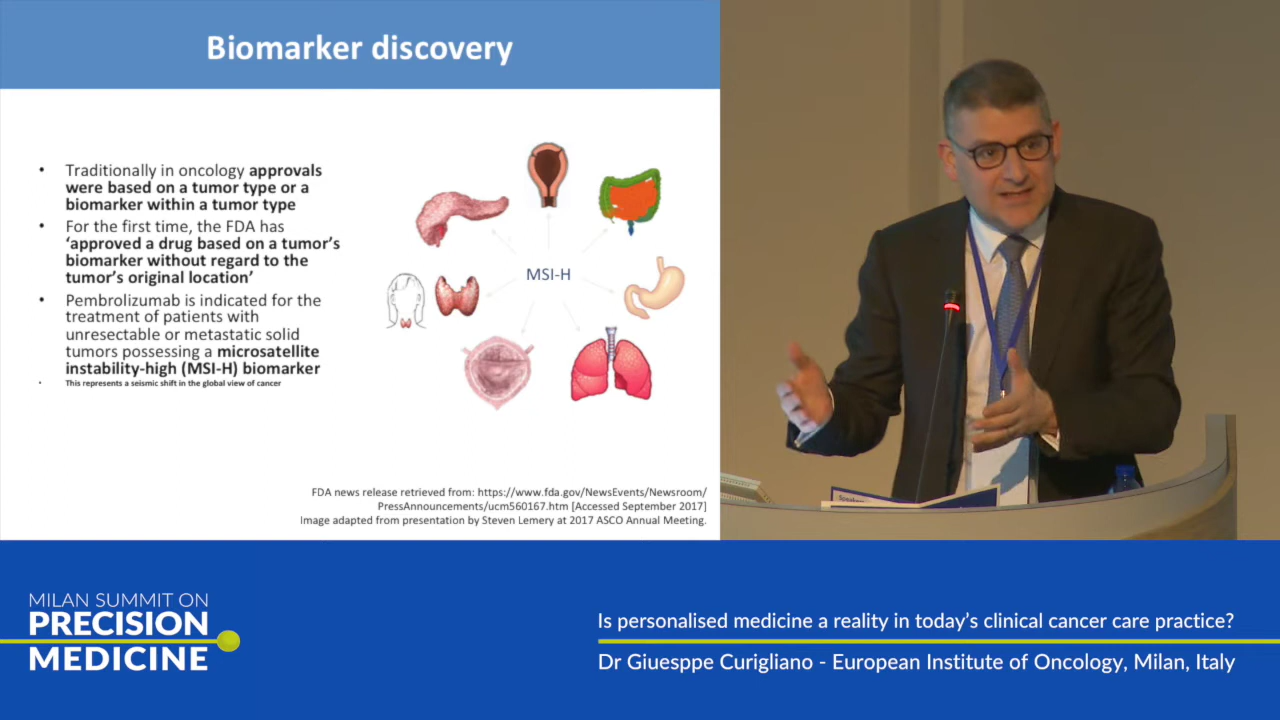 Biomarker discovery
• Traditionally in oncology approvals
were based on a tumor type or a
biomarker within a tumor type
• For the first time, the FDA has
‘approved a drug based on a tumor’s
biomarker without regard to the
tumor’s original location’
• Pembrolizumab is indicated for the
treatment of patients with
unresectable or metastatic solid
tumors possessing a microsatellite
instability-high (MSI-H) biomarker
• This represents a seismic shift in the global view of cancer
MSI-H
FDA news release retrieved from: https://www.fda.gov/NewsEvents/Newsroom/
PressAnnouncements/ucm560167.htm [Accessed September 2017]
Image adapted from presentation by Steven Lemery at 2017 ASCO Annual Meeting.
MILAN SUMMIT ON
PRECISION
MEDICINE
Is personalised medicine a reality in today’s clinical cancer care practice?
Dr Giuesppe Curigliano - European Institute of Oncology, Milan, Italy